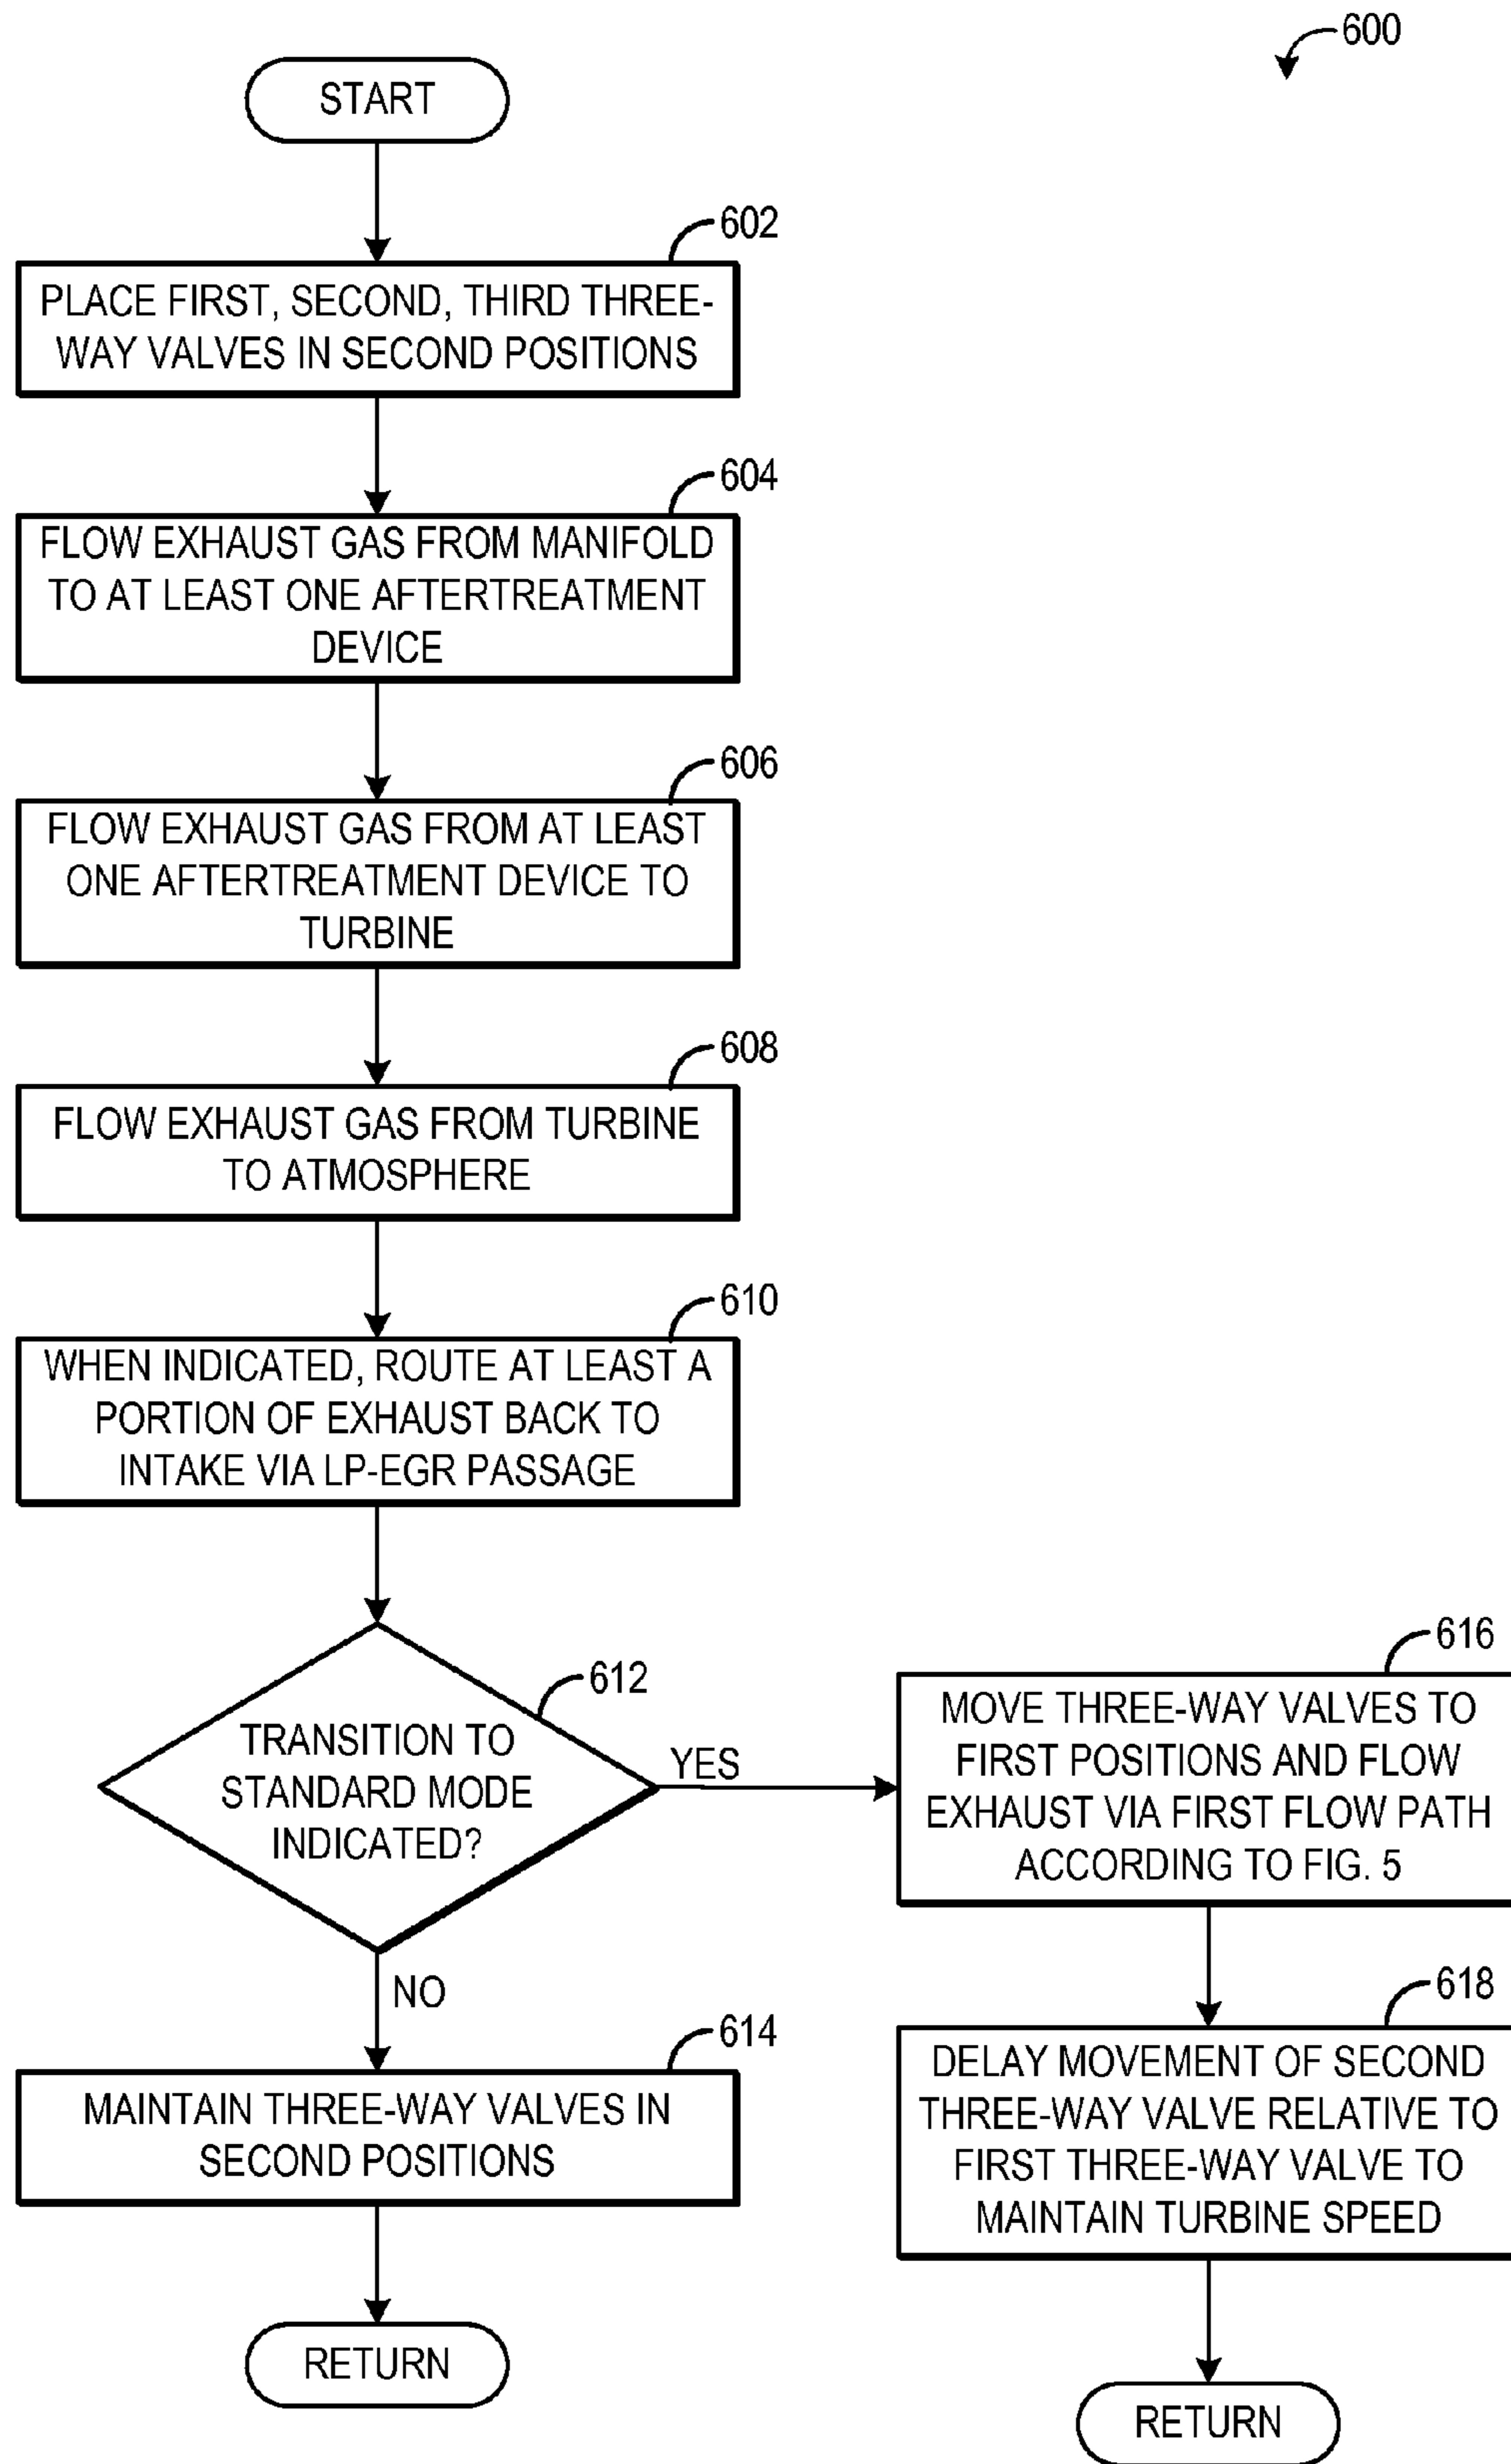 600
START
602
PLACE FIRST, SECOND, THIRD THREE-
WAY VALVES IN SECOND POSITIONS
604
FLOW EXHAUST GAS FROM MANIFOLD
TO AT LEAST ONE AFTERTREATMENT
DEVICE
606
FLOW EXHAUST GAS FROM AT LEAST
ONE AFTERTREATMENT DEVICE TO
TURBINE
608
FLOW EXHAUST GAS FROM TURBINE
TO ATMOSPHERE
610
WHEN INDICATED, ROUTE AT LEAST A
PORTION OF EXHAUST BACK TO
INTAKE VIA LP-EGR PASSAGE
612
TRANSITION TO
STANDARD MODE
INDICATED?
YES
NO
614
MAINTAIN THREE-WAY VALVES IN
SECOND POSITIONS
RETURN
616
MOVE THREE-WAY VALVES TO
FIRST POSITIONS AND FLOW
EXHAUST VIA FIRST FLOW PATH
ACCORDING TO FIG. 5
618
DELAY MOVEMENT OF SECOND
THREE-WAY VALVE RELATIVE TO
FIRST THREE-WAY VALVE TO
MAINTAIN TURBINE SPEED
RETURN